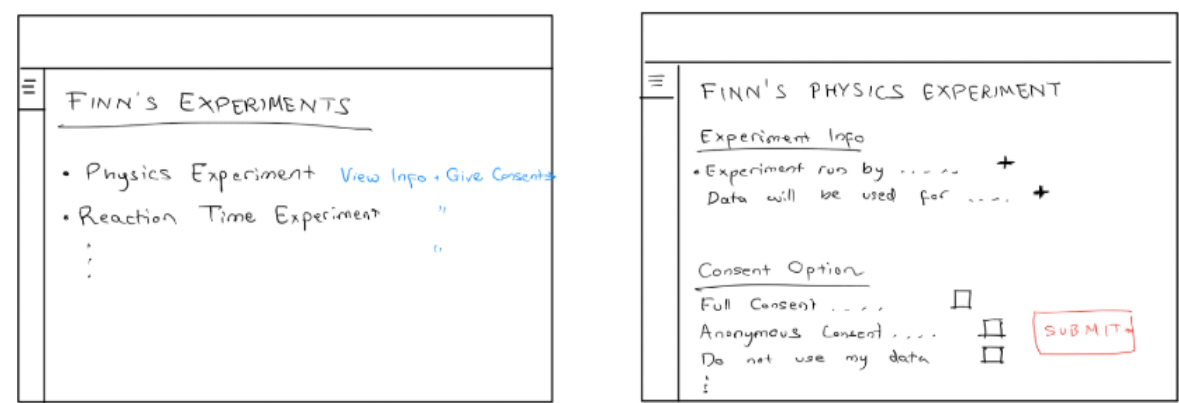 FINN'S EXPERIMENTS
• Physics Experiment View Info + Give Consent
• Reaction Time Experiment "
"
FINN'S PHYSICS EXPERIMENT
Experiment Info
• Experiment run by ..... +
Data will be used for .... +
Consent Option
Full Consent ....
Anonymous Consent ....
SUBMIT
Do not use my data